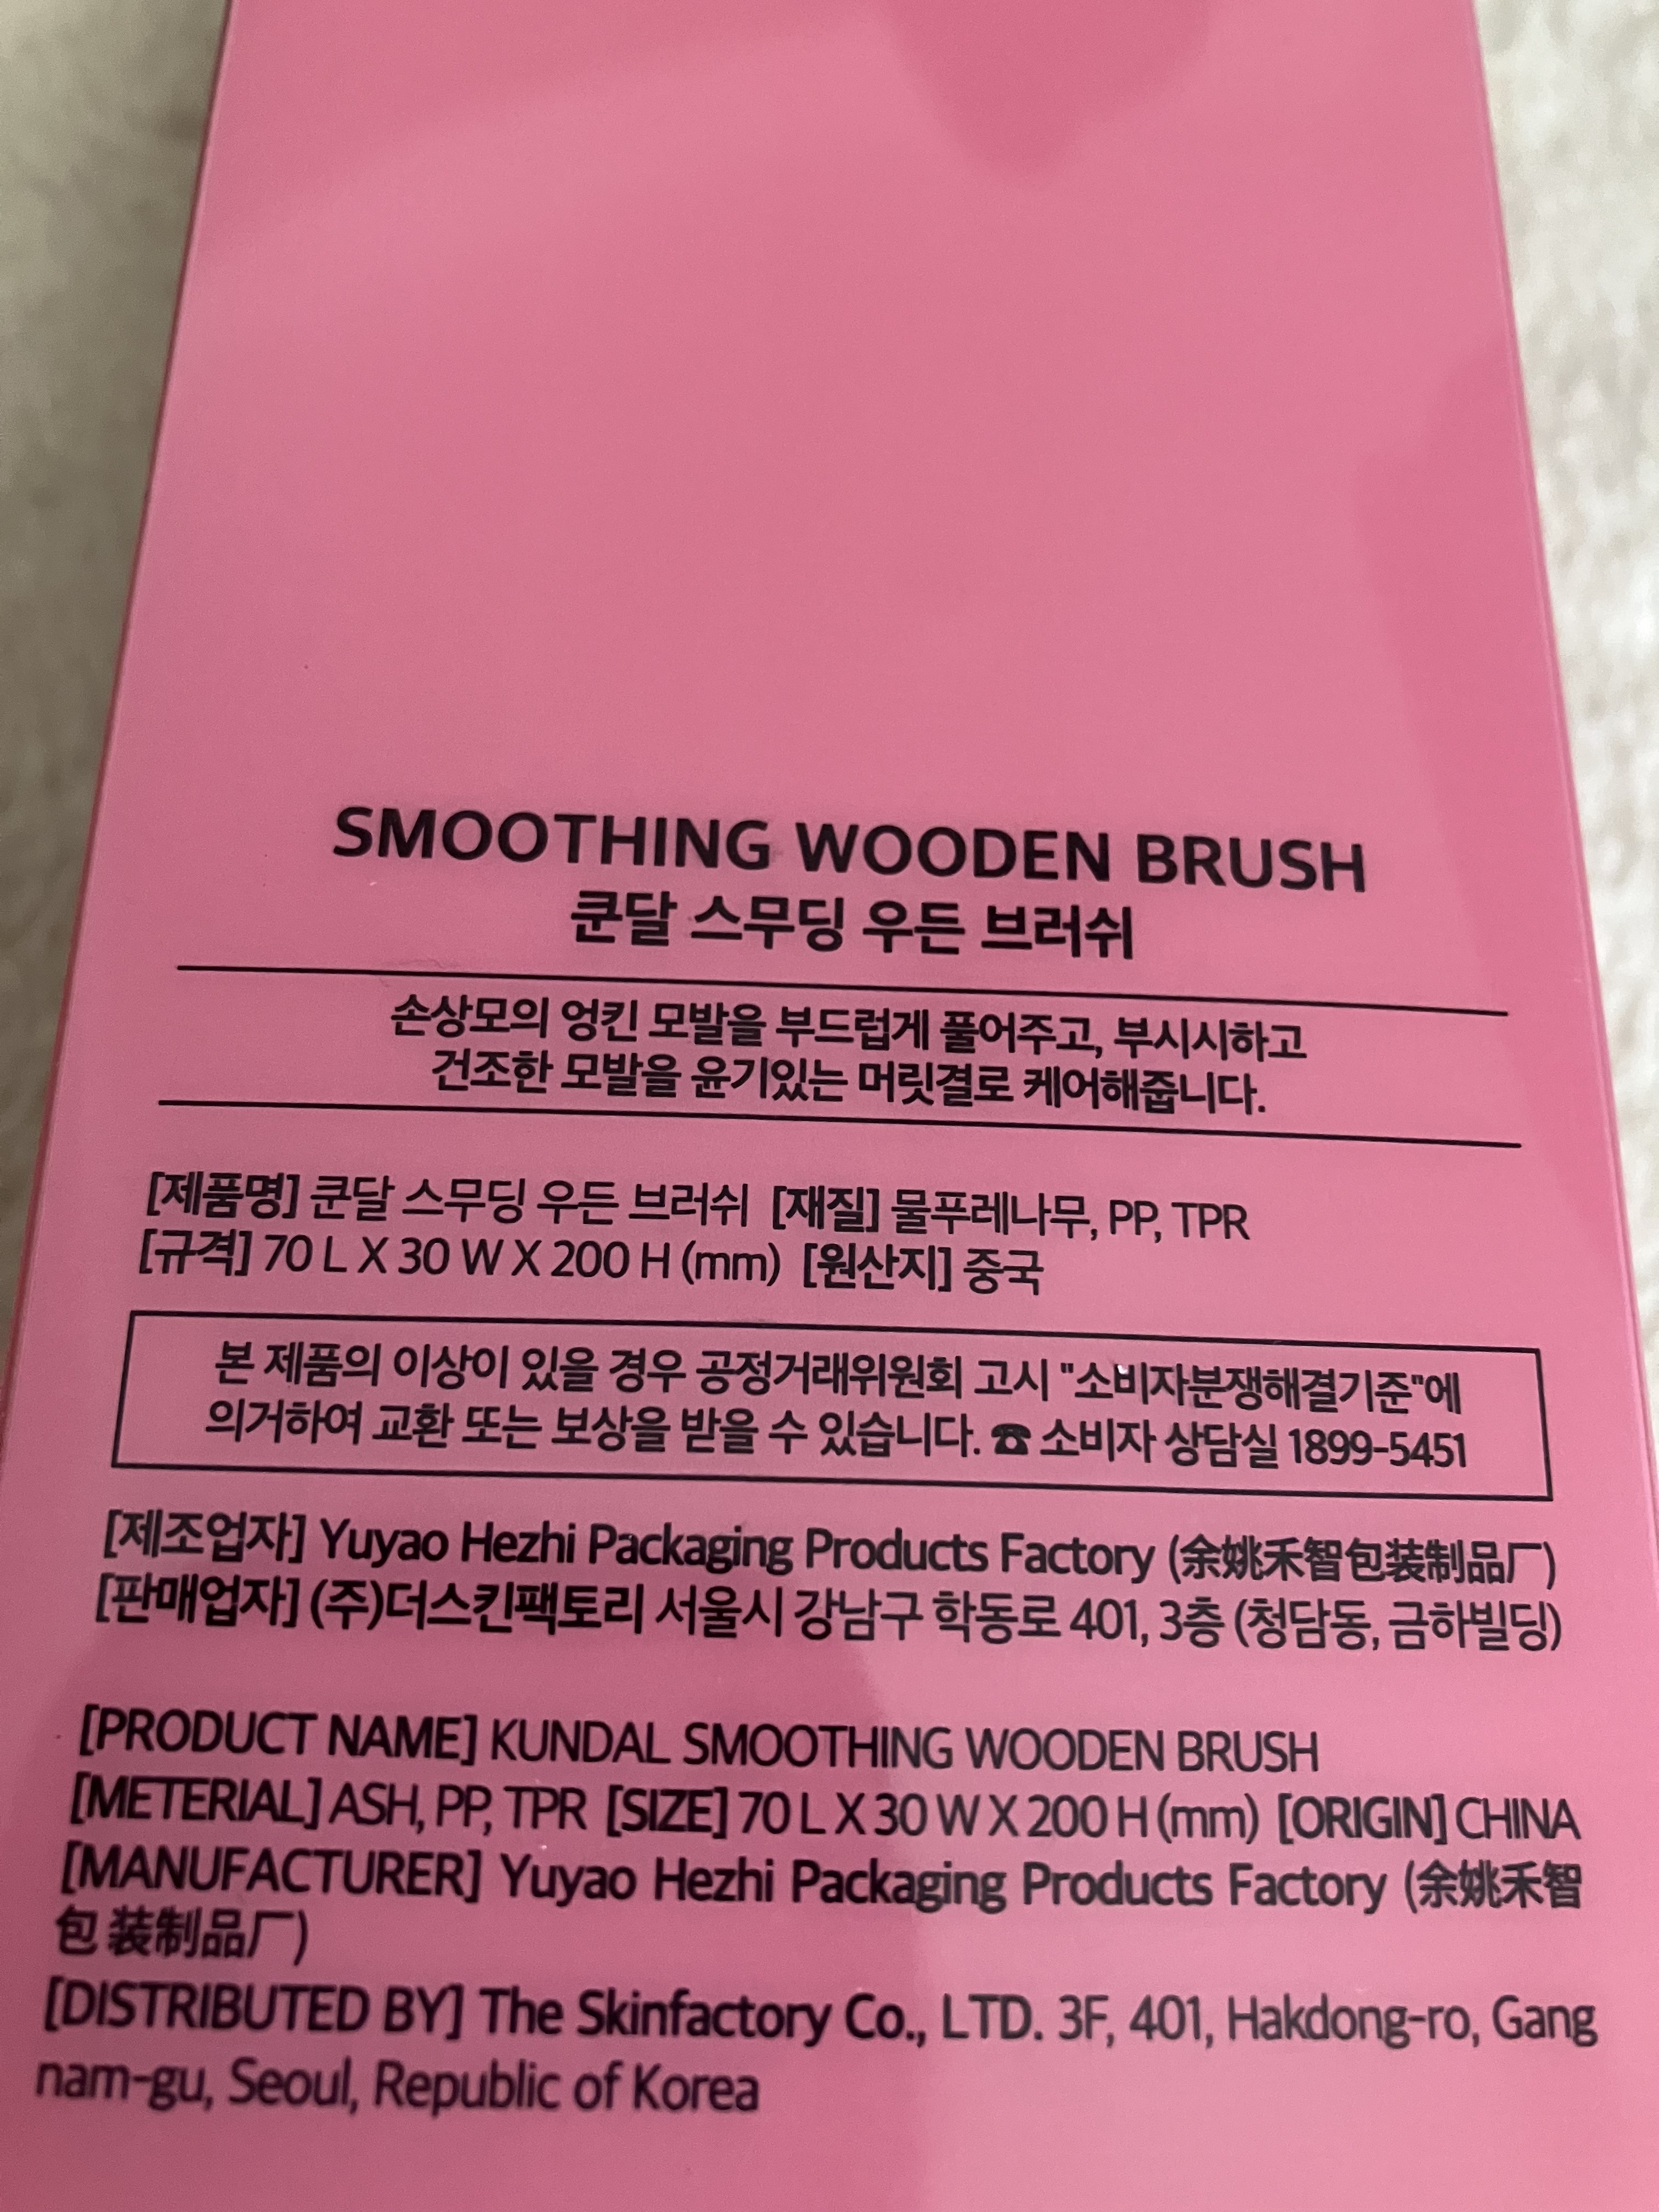 SMOOTHING WOODEN BRUSH
쿤달 스무딩 우든 브러쉬
손상모의 엉킨 모발을 부드럽게 풀어주고, 부시시하고
건조한 모발을 윤기있는 머릿결로 케어해줍니다.
[제품명] 쿤달 스무딩 우든 브러쉬 [재질] 물푸레나무, PP, TPR
[규격] 70 L X 30 W X 200 H (mm) [원산지] 중국
본 제품의 이상이 있을 경우 공정거래위원회 고시 "소비자분쟁해결기준"에
의거하여 교환 또는 보상을 받을 수 있습니다. ☎ 소비자 상담실 1899-5451
[제조업자] Yuyao Hezhi Packaging Products Factory (余姚禾智包装制品厂)
[판매업자] (주)더스킨팩토리 서울시 강남구 학동로 401, 3층 (청담동, 금하빌딩)
[PRODUCT NAME] KUNDAL SMOOTHING WOODEN BRUSH
[METERIAL] ASH, PP, TPR [SIZE] 70 L X 30 W X 200 H (mm) [ORIGIN] CHINA
[MANUFACTURER] Yuyao Hezhi Packaging Products Factory (余姚禾智
包 装制品厂)
[DISTRIBUTED BY] The Skinfactory Co., LTD. 3F, 401, Hakdong-ro, Gang
nam-gu, Seoul, Republic of Korea